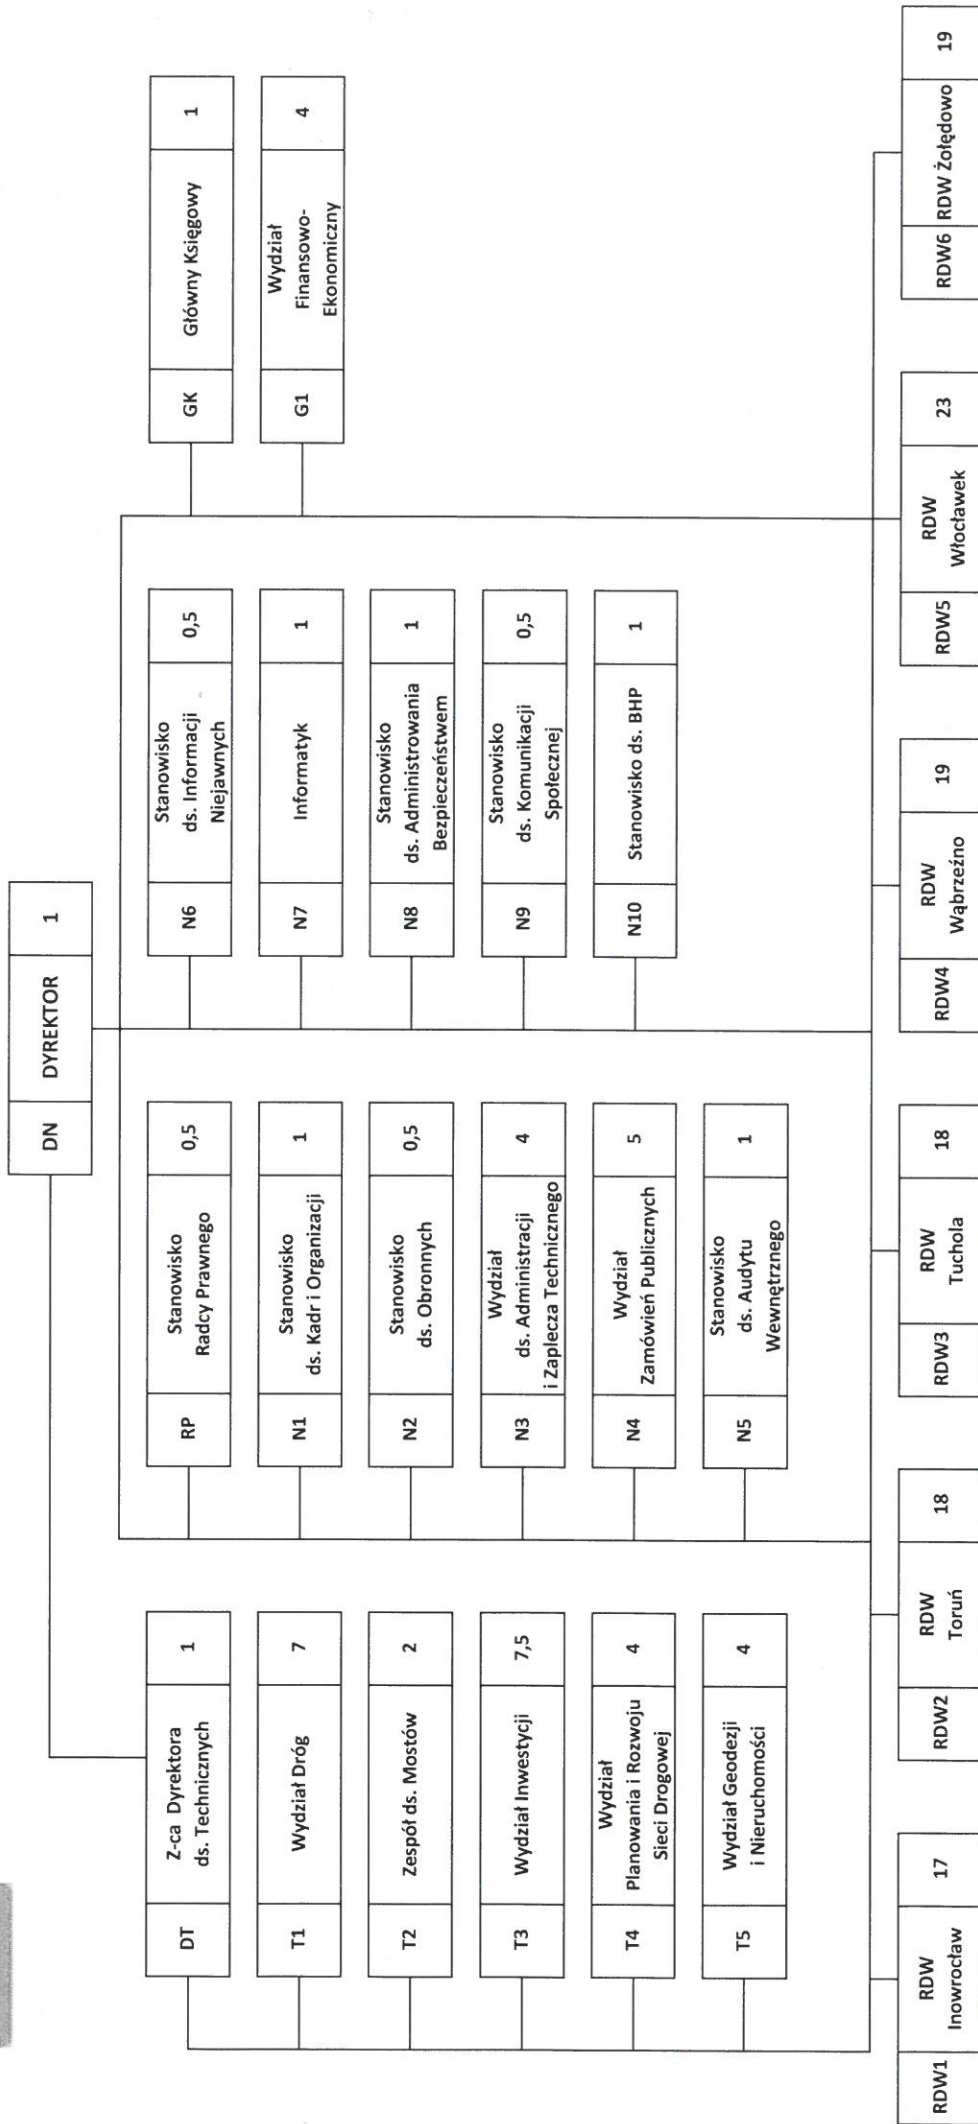 DN
DYREKTOR
1
DT
Z-ca Dyrektora
ds. Technicznych
1
T1
Wydział Dróg
7
T2
Zespół ds. Mostów
2
T3
Wydział Inwestycji
7,5
T4
Wydział
Planowania i Rozwoju
Sieci Drogowej
4
T5
Wydział Geodezji
i Nieruchomości
4
RP
Stanowisko
Radcy Prawnego
0,5
N1
Stanowisko
ds. Kadr i Organizacji
1
N2
Stanowisko
ds. Obronnych
0,5
N3
Wydział
ds. Administracji
i Zaplecza Technicznego
4
N4
Wydział
Zamówień Publicznych
5
N5
Stanowisko
ds. Audytu
Wewnętrznego
1
N6
Stanowisko
ds. Informacji
Niejawnych
0,5
N7
Informatyk
1
N8
Stanowisko
ds. Administrowania
Bezpieczeństwem
1
N9
Stanowisko
ds. Komunikacji
Społecznej
0,5
N10
Stanowisko ds. BHP
1
GK
Główny Księgowy
1
G1
Wydział
Finansowo-
Ekonomiczny
4
RDW1
RDW
Inowrocław
17
RDW2
RDW
Toruń
18
RDW3
RDW
Tuchola
18
RDW4
RDW
Wąbrzeźno
19
RDW5
RDW
Włocławek
23
RDW6
RDW Żołędowo
19